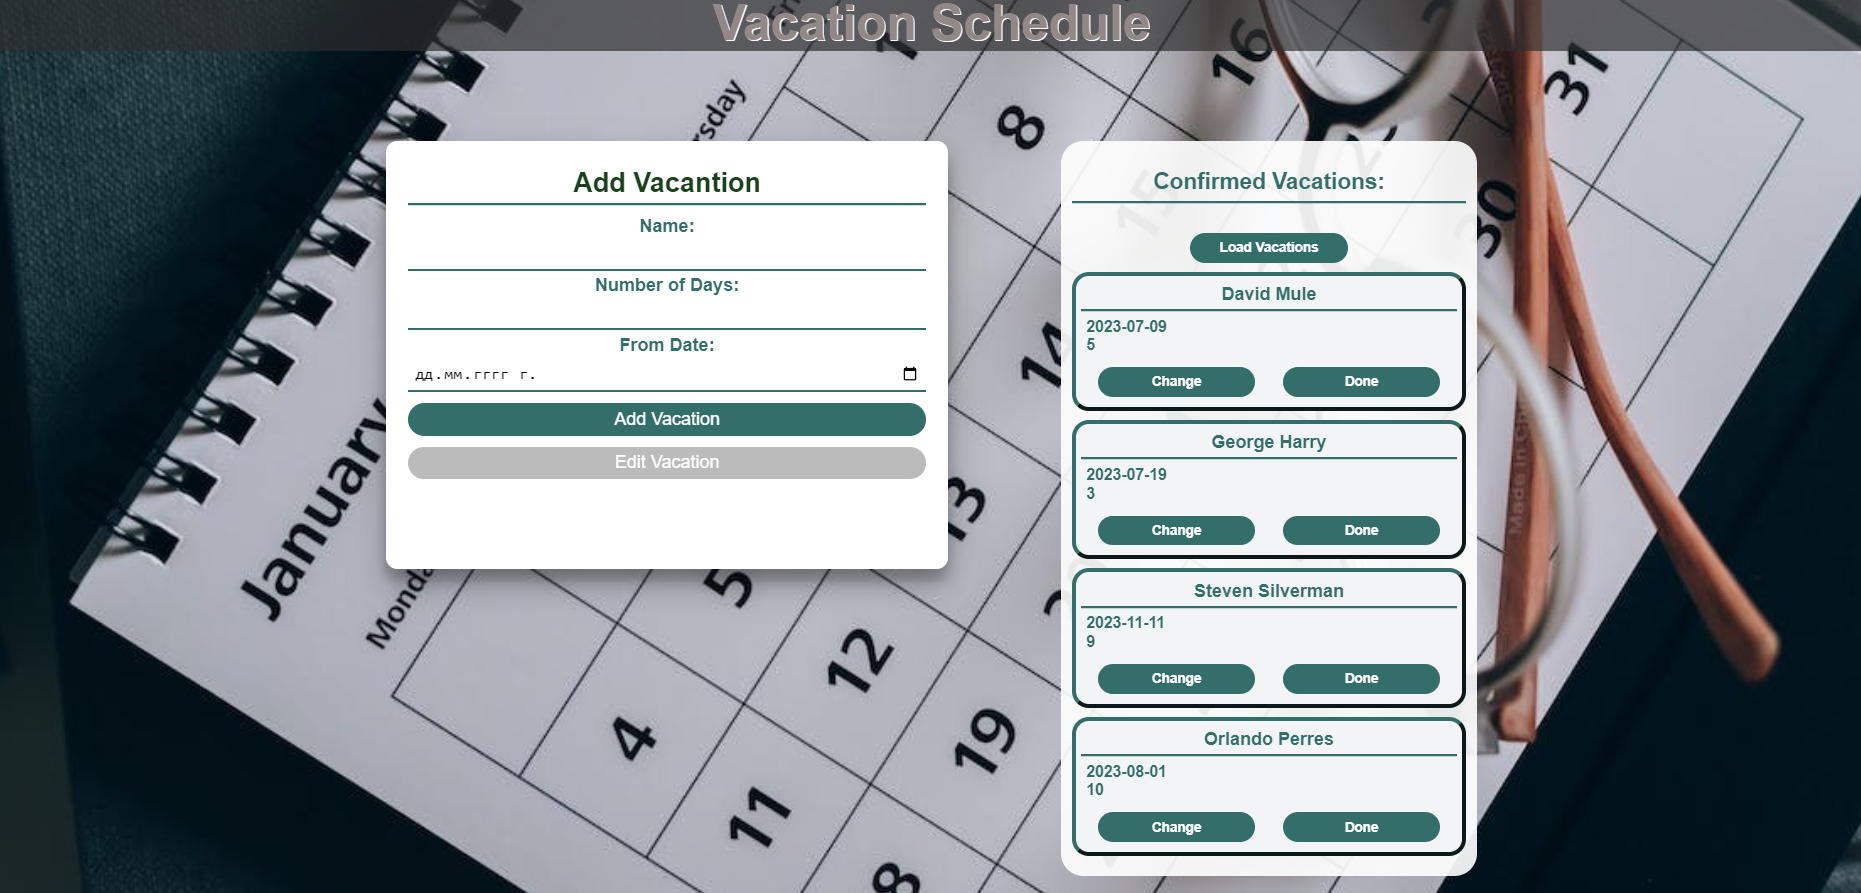 Vacation Schedule
Add Vacantion
Name:
Number of Days:
From Date:
дд.мм.гггг г.
Add Vacation
Edit Vacation
Confirmed Vacations:
Load Vacations
David Mule
2023-07-09
5
Change Done
George Harry
2023-07-19
3
Change Done
Steven Silverman
2023-11-11
9
Change Done
Orlando Perres
2023-08-01
10
Change Done
January
4
5
8
11
12
13
14
15
16
19
30
31